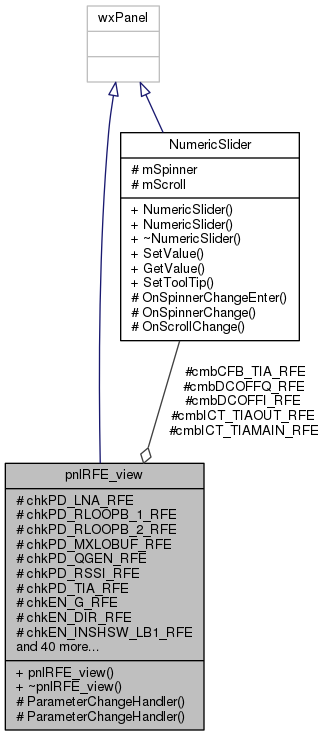 wxPanel
NumericSlider
# mSpinner
# mScroll
+ NumericSlider()
+ NumericSlider()
+ ~NumericSlider()
+ SetValue()
+ GetValue()
+ SetToolTip()
# OnSpinnerChangeEnter()
# OnSpinnerChange()
# OnScrollChange()
#cmbCFB_TIA_RFE
#cmbDCOFFQ_RFE
#cmbDCOFFI_RFE
#cmbICT_TIAOUT_RFE
#cmbICT_TIAMAIN_RFE
pnlRFE_view
# chkPD_LNA_RFE
# chkPD_RLOOPB_1_RFE
# chkPD_RLOOPB_2_RFE
# chkPD_MXLOBUF_RFE
# chkPD_QGEN_RFE
# chkPD_RSSI_RFE
# chkPD_TIA_RFE
# chkEN_G_RFE
# chkEN_DIR_RFE
# chkEN_INSHSW_LB1_RFE
and 40 more...
+ pnlRFE_view()
+ ~pnlRFE_view()
# ParameterChangeHandler()
# ParameterChangeHandler()